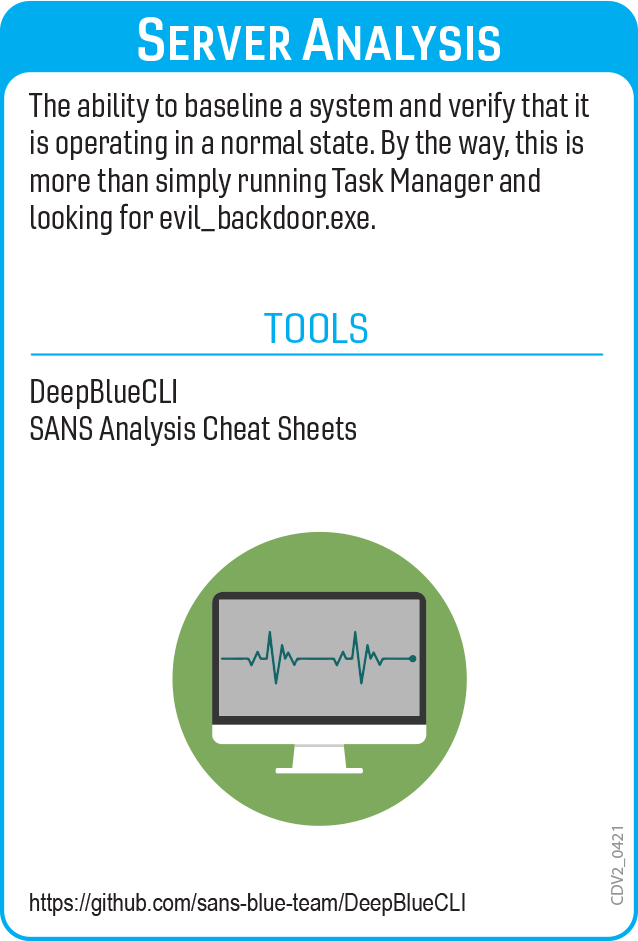 SERVER ANALYSIS
The ability to baseline a system and verify that it
is operating in a normal state. By the way, this is
more than simply running Task Manager and
looking for evil_backdoor.exe.
TOOLS
DeepBlueCLI
SANS Analysis Cheat Sheets
CDV2_0421
https://github.com/sans-blue-team/DeepBlueCLI